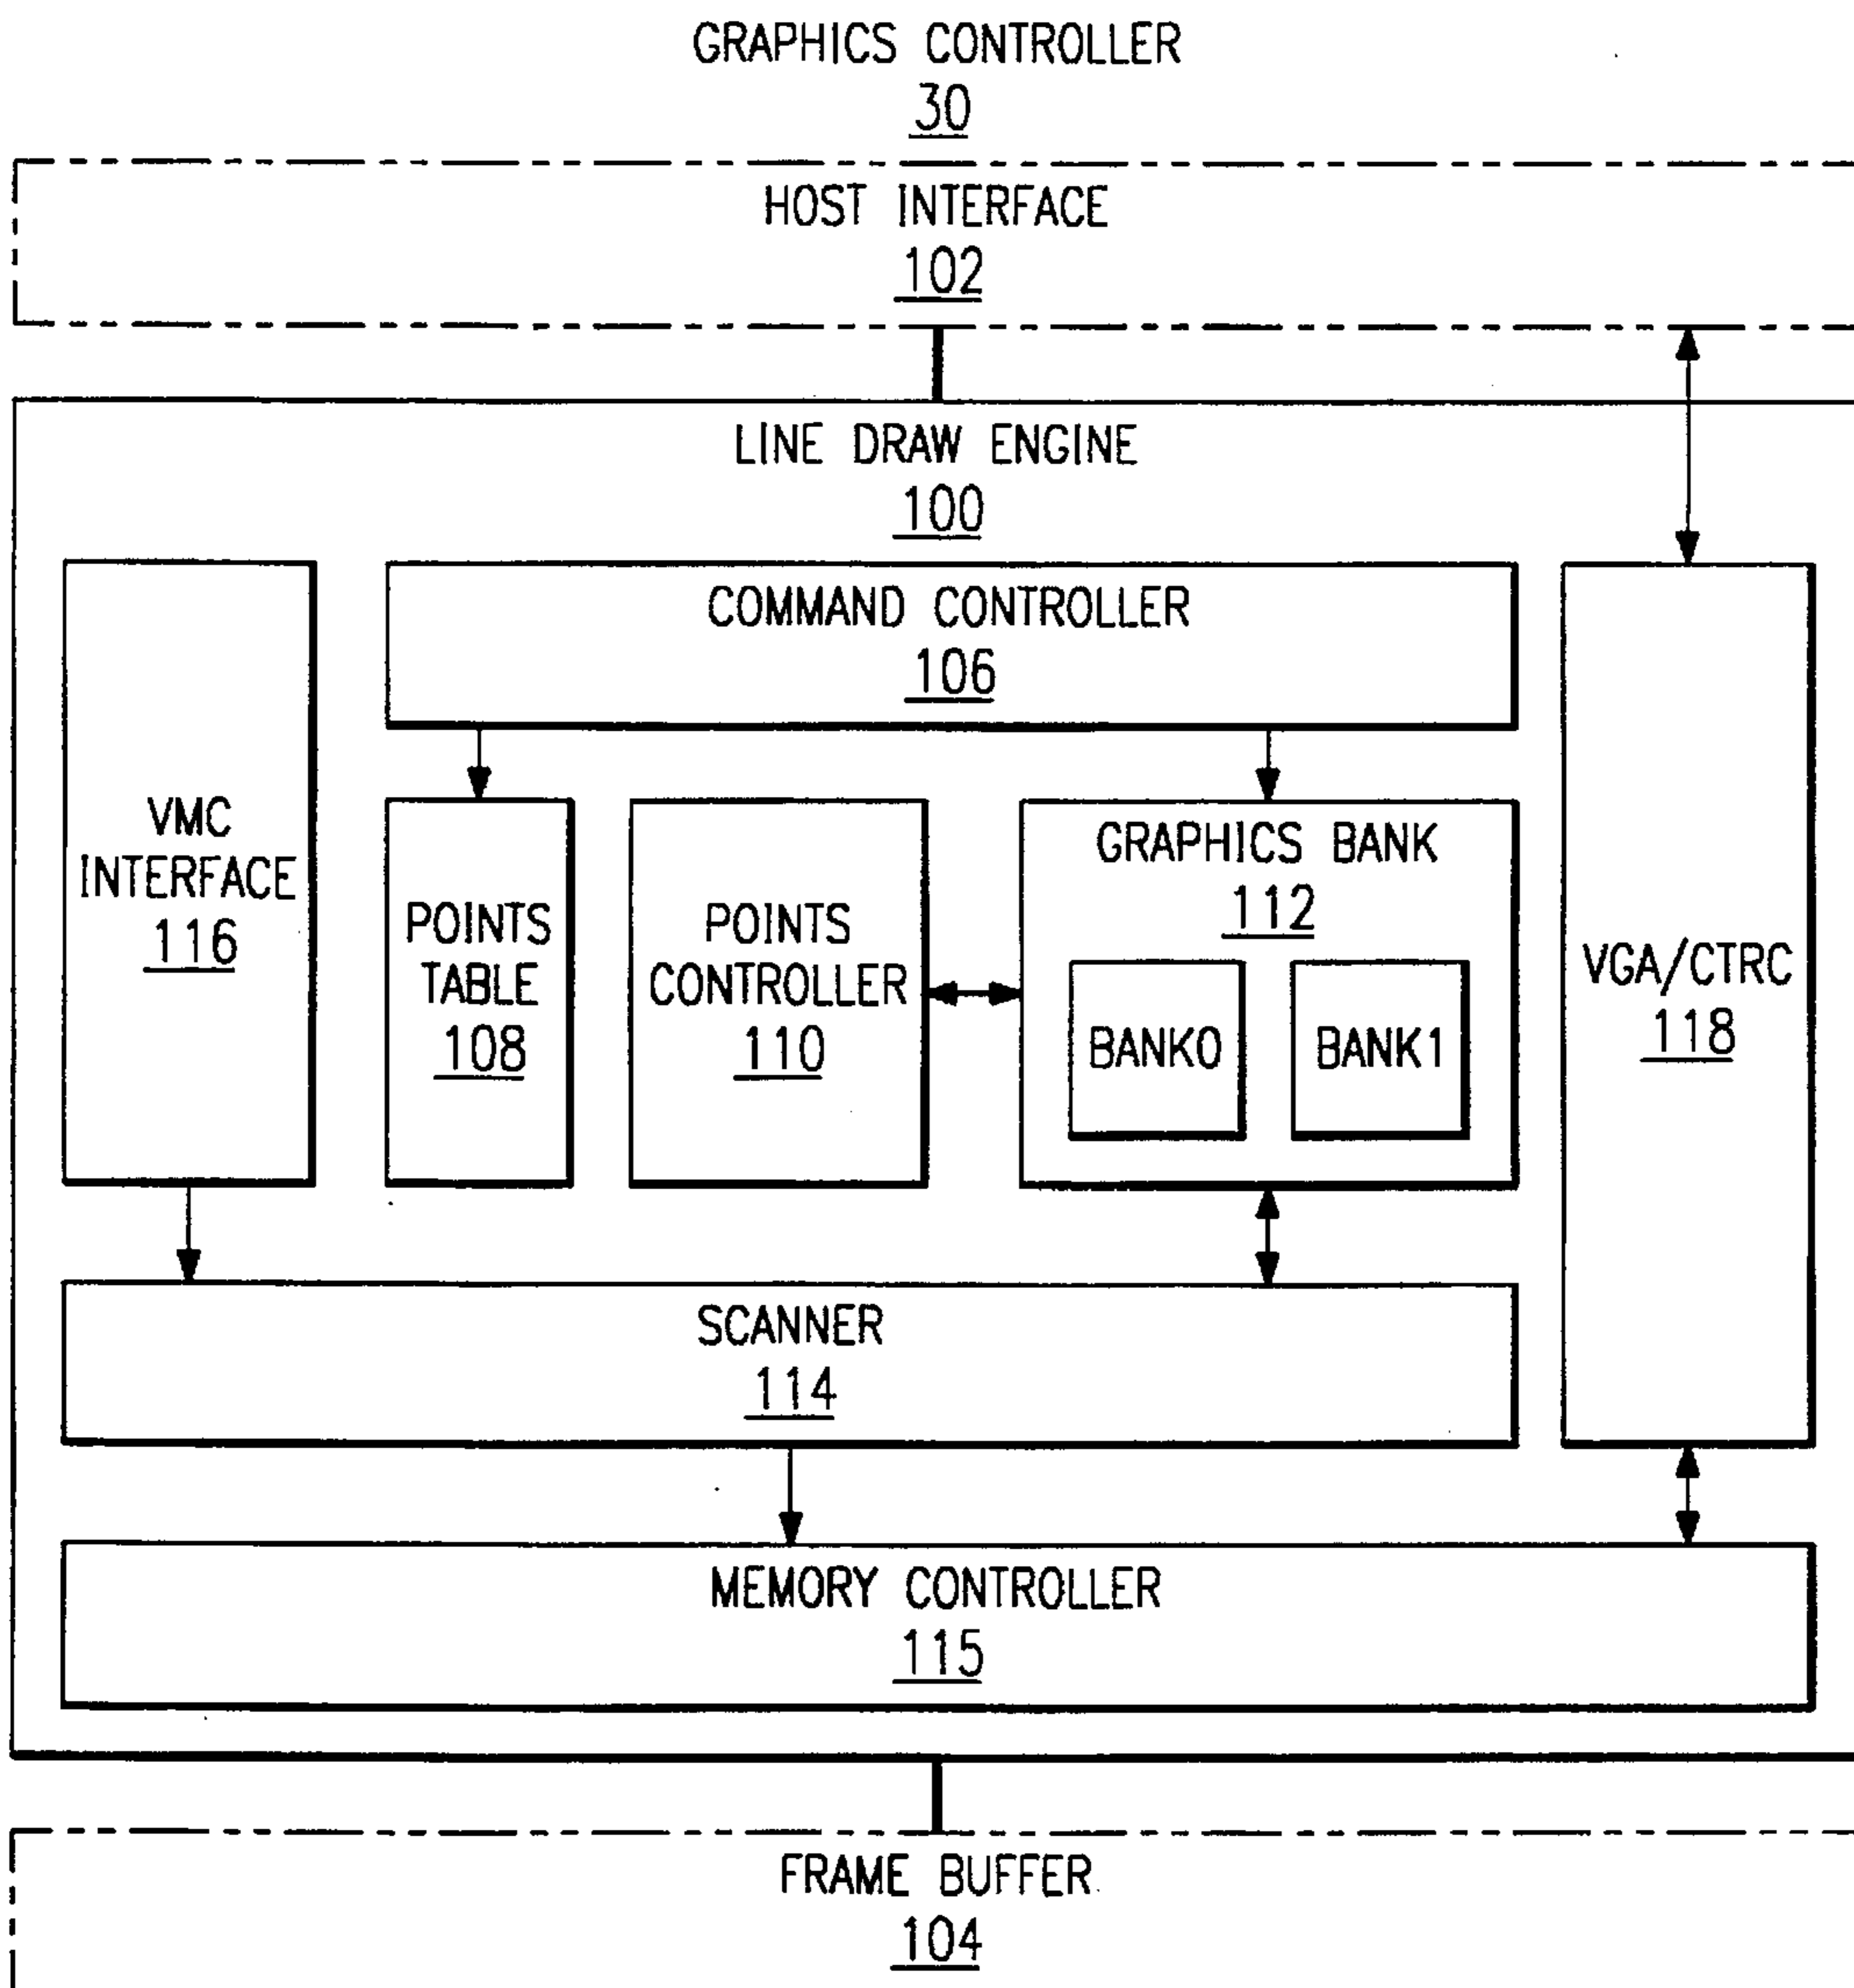 GRAPHICS CONTROLLER
30
HOST INTERFACE
102
LINE DRAW ENGINE
100
COMMAND CONTROLLER
106
VMC
INTERFACE
116
POINTS
TABLE
108
POINTS
CONTROLLER
110
GRAPHICS BANK
112
BANK0
BANK1
VGA/CTRC
118
SCANNER
114
MEMORY CONTROLLER
115
FRAME BUFFER
104